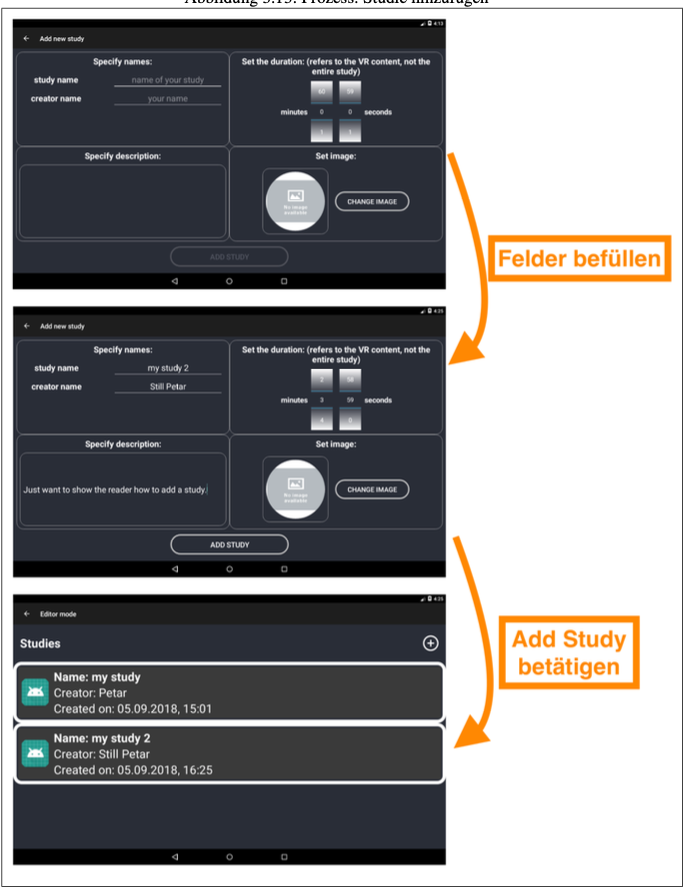 Abbildung 5.15: Prozess: Studie hinzufügen
4:13
Add new study
Specify names:
study name name of your study
creator name your name
Set the duration: (refers to the VR content, not the
entire study)
60 59
minutes 0 0 seconds
1 1
Specify description:
Set image:
No image
available
CHANGE IMAGE
ADD STUDY
Felder befüllen
4:25
Add new study
Specify names:
study name my study 2
creator name Still Petar
Set the duration: (refers to the VR content, not the
entire study)
2 58
minutes 3 59 seconds
4 0
Specify description:
Just want to show the reader how to add a study.
Set image:
No image
available
CHANGE IMAGE
ADD STUDY
Add Study
betätigen
4:25
Editor mode
Studies
Name: my study
Creator: Petar
Created on: 05.09.2018, 15:01
Name: my study 2
Creator: Still Petar
Created on: 05.09.2018, 16:25